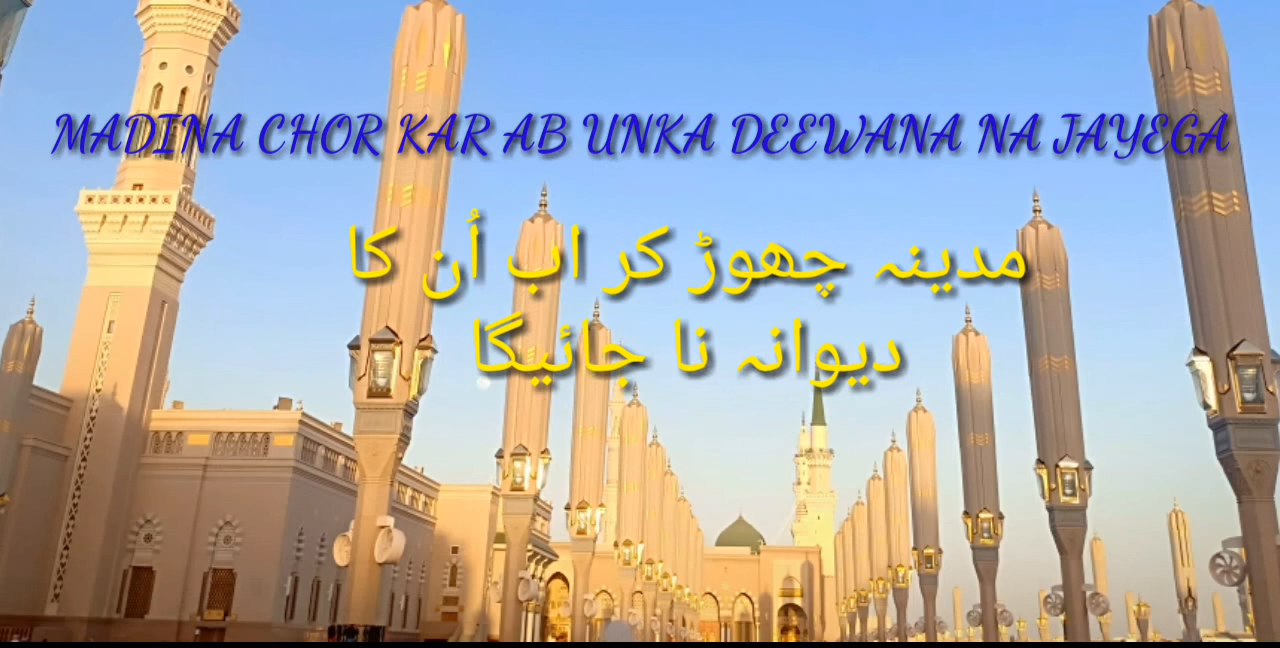 MADINA CHOR KAR AB UNKA DEEWANA NA JAYEGA
مدینہ چھوڑ کر اب اُن کا
دیوانہ نا جائیگا